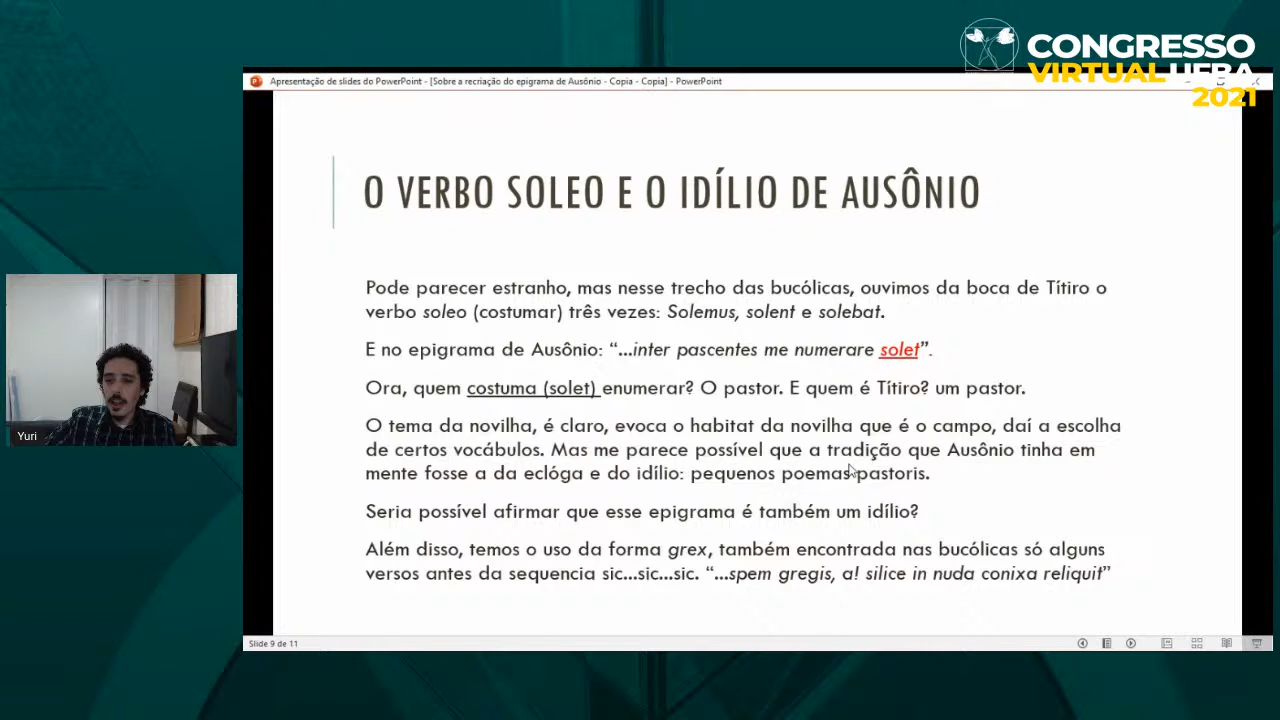 CONGRESSO
VIRTUAL UFBA
2021
Apresentação de slides do PowerPoint - [Sobre a recriação do epigrama de Ausônio - Copia - Copia] - PowerPoint
O VERBO SOLEO E O IDÍLIO DE AUSÔNIO
Pode parecer estranho, mas nesse trecho das bucólicas, ouvimos da boca de Títiro o
verbo soleo (costumar) três vezes: Solemus, solent e solebat.
E no epigrama de Ausônio: “...inter pascentes me numerare solet”.
Ora, quem costuma (solet) enumerar? O pastor. E quem é Títiro? um pastor.
O tema da novilha, é claro, evoca o habitat da novilha que é o campo, daí a escolha
de certos vocábulos. Mas me parece possível que a tradição que Ausônio tinha em
mente fosse a da eclóga e do idílio: pequenos poemas pastoris.
Seria possível afirmar que esse epigrama é também um idílio?
Além disso, temos o uso da forma grex, também encontrada nas bucólicas só alguns
versos antes da sequencia sic...sic...sic. “...spem gregis, a! silice in nuda conixa reliquit”
Yuri
Slide 9 de 11